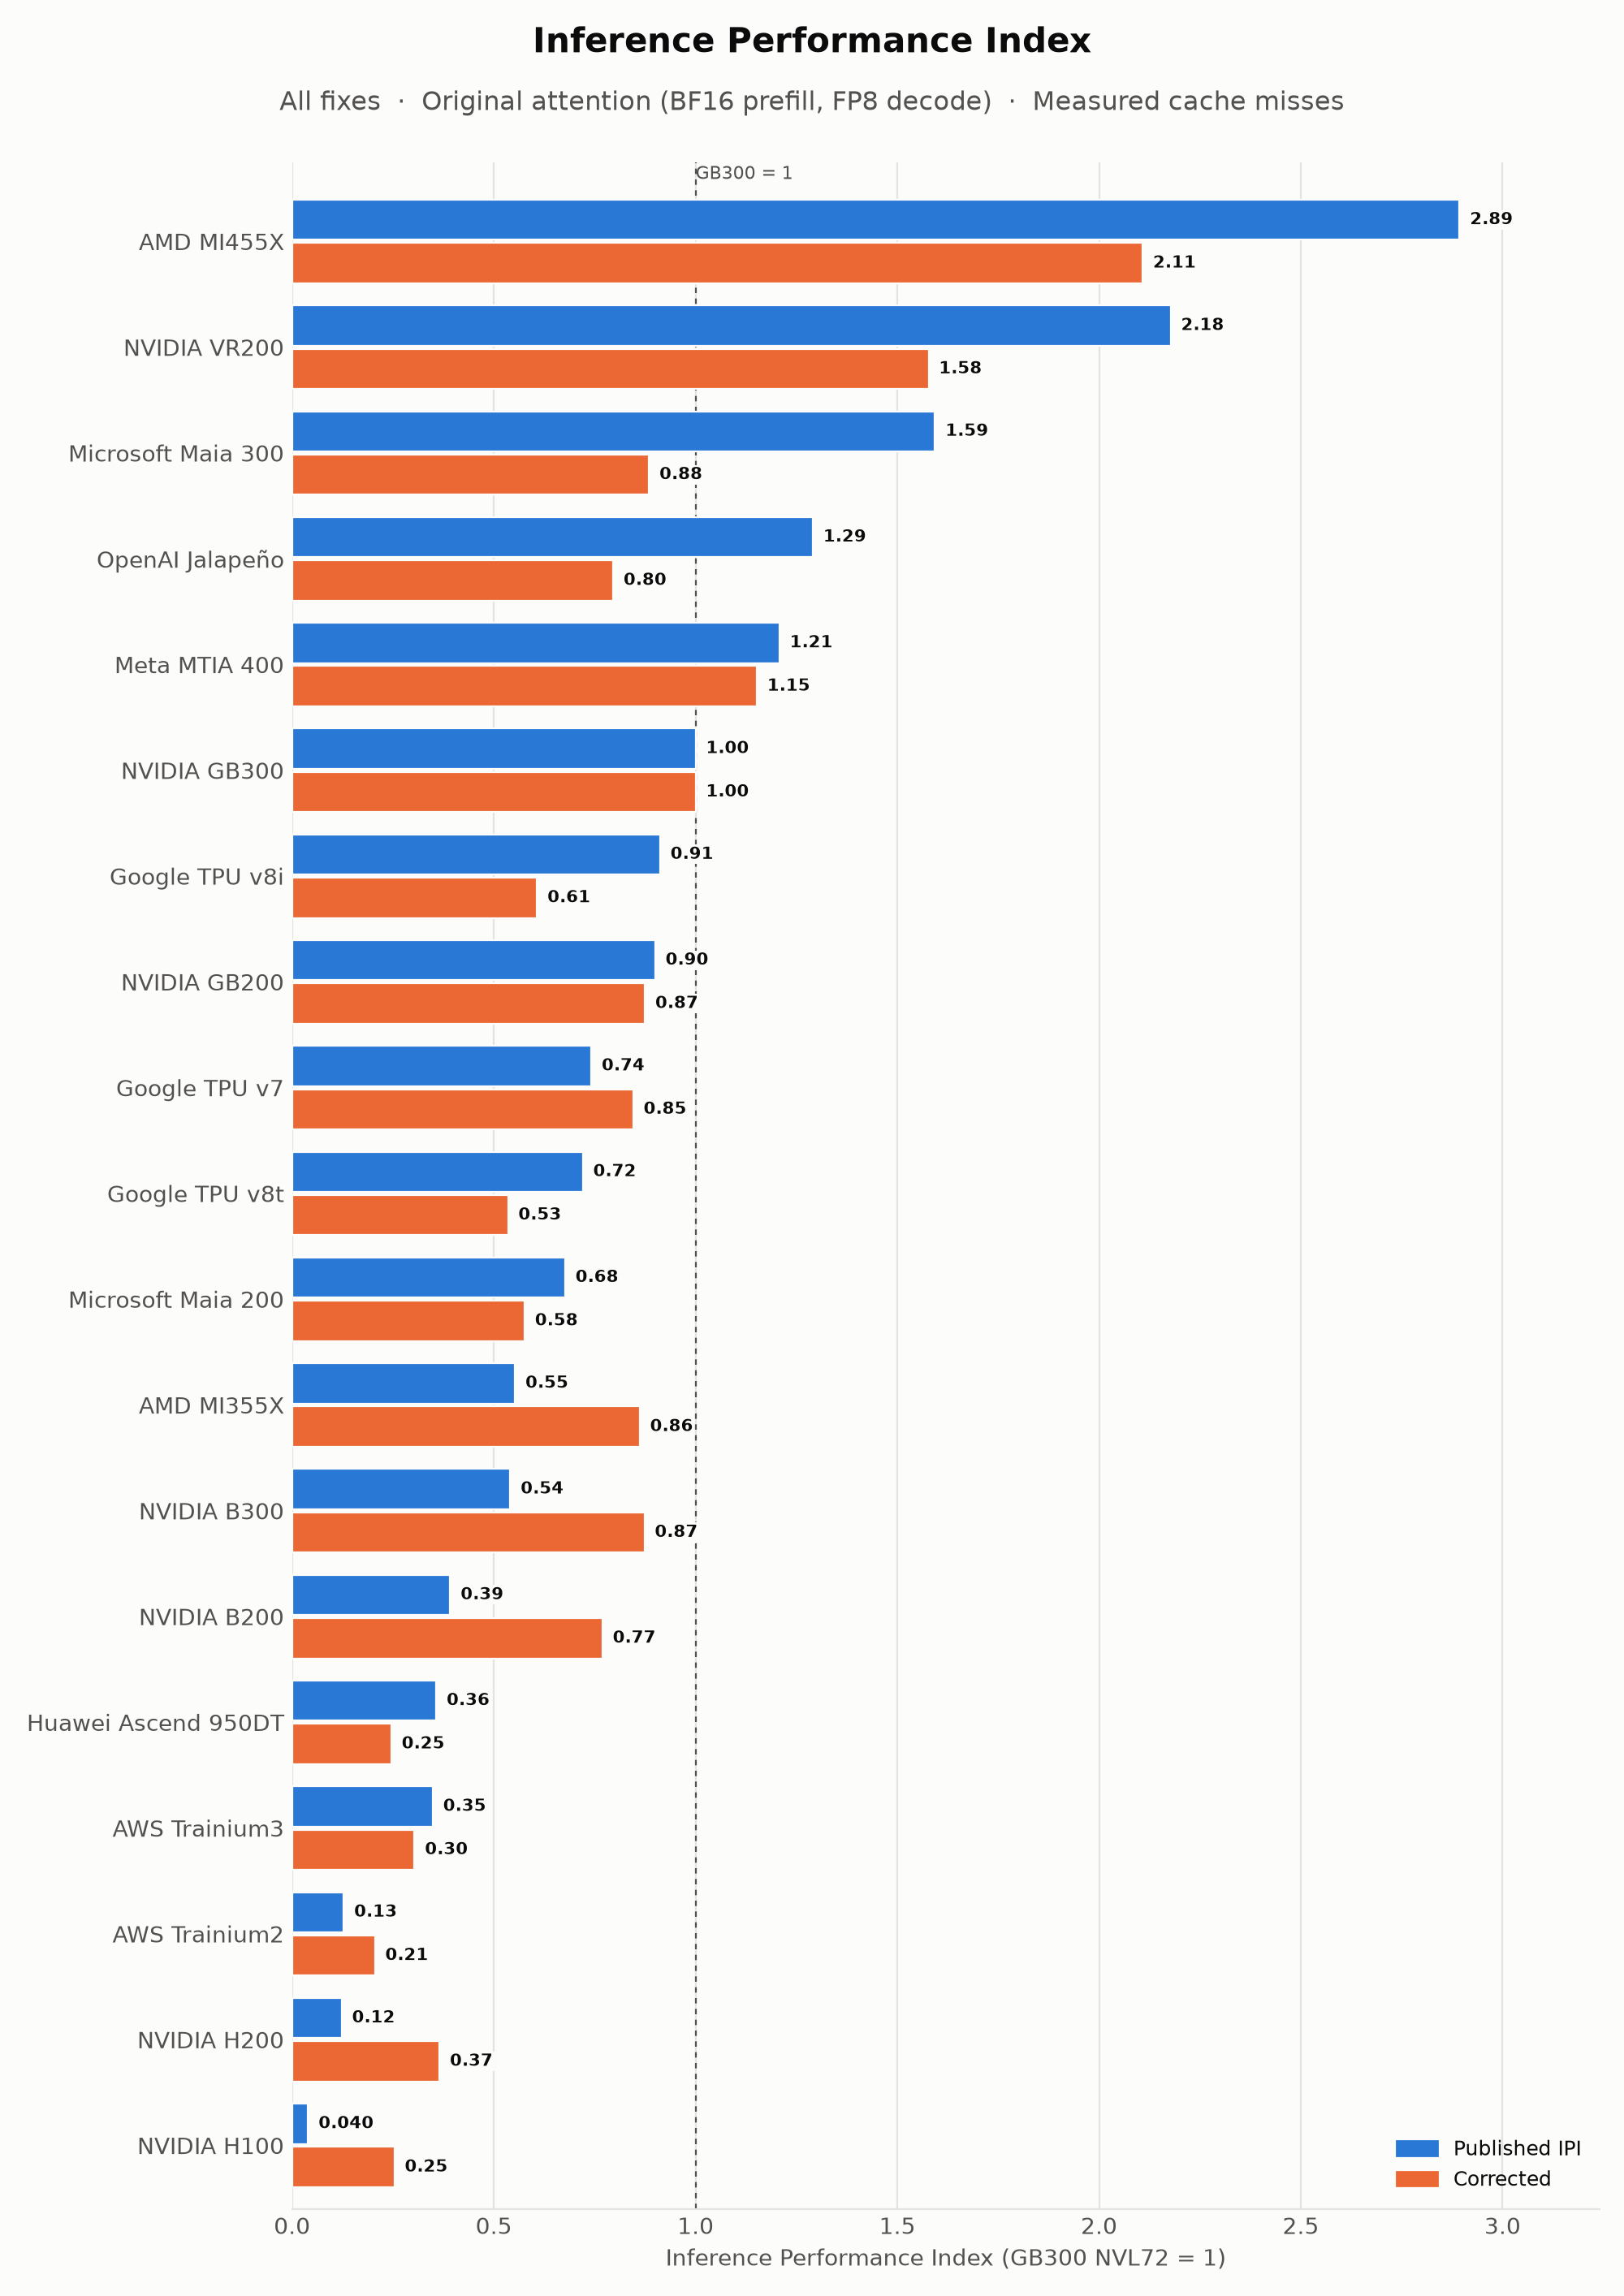 Inference Performance Index
All fixes · Original attention (BF16 prefill, FP8 decode) · Measured cache misses
GB300 = 1
AMD MI455X
2.89
2.11
NVIDIA VR200
2.18
1.58
Microsoft Maia 300
1.59
0.88
OpenAI Jalapeño
1.29
0.80
Meta MTIA 400
1.21
1.15
NVIDIA GB300
1.00
1.00
Google TPU v8i
0.91
0.61
NVIDIA GB200
0.90
0.87
Google TPU v7
0.74
0.85
Google TPU v8t
0.72
0.53
Microsoft Maia 200
0.68
0.58
AMD MI355X
0.55
0.86
NVIDIA B300
0.54
0.87
NVIDIA B200
0.39
0.77
Huawei Ascend 950DT
0.36
0.25
AWS Trainium3
0.35
0.30
AWS Trainium2
0.13
0.21
NVIDIA H200
0.12
0.37
NVIDIA H100
0.040
0.25
Published IPI
Corrected
0.0 0.5 1.0 1.5 2.0 2.5 3.0
Inference Performance Index (GB300 NVL72 = 1)